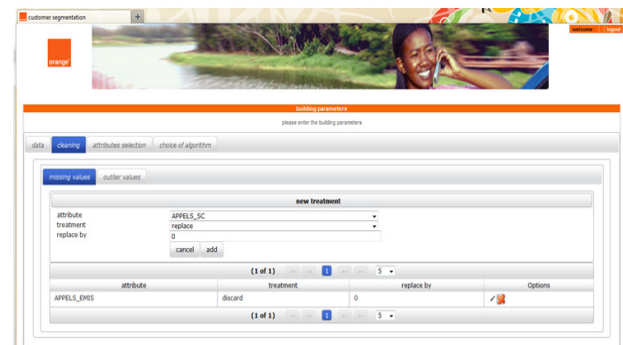 customer segmentation
+
welcome
logout
orange
building parameters
please enter the building parameters
data cleaning attributes selection choice of algorithm
missing values outlier values
new treatment
attribute APPELS_SC
treatment replace
replace by 0
cancel add
(1 of 1) 1 5
attribute treatment replace by Options
APPELS_EMIS discard 0
(1 of 1) 1 5